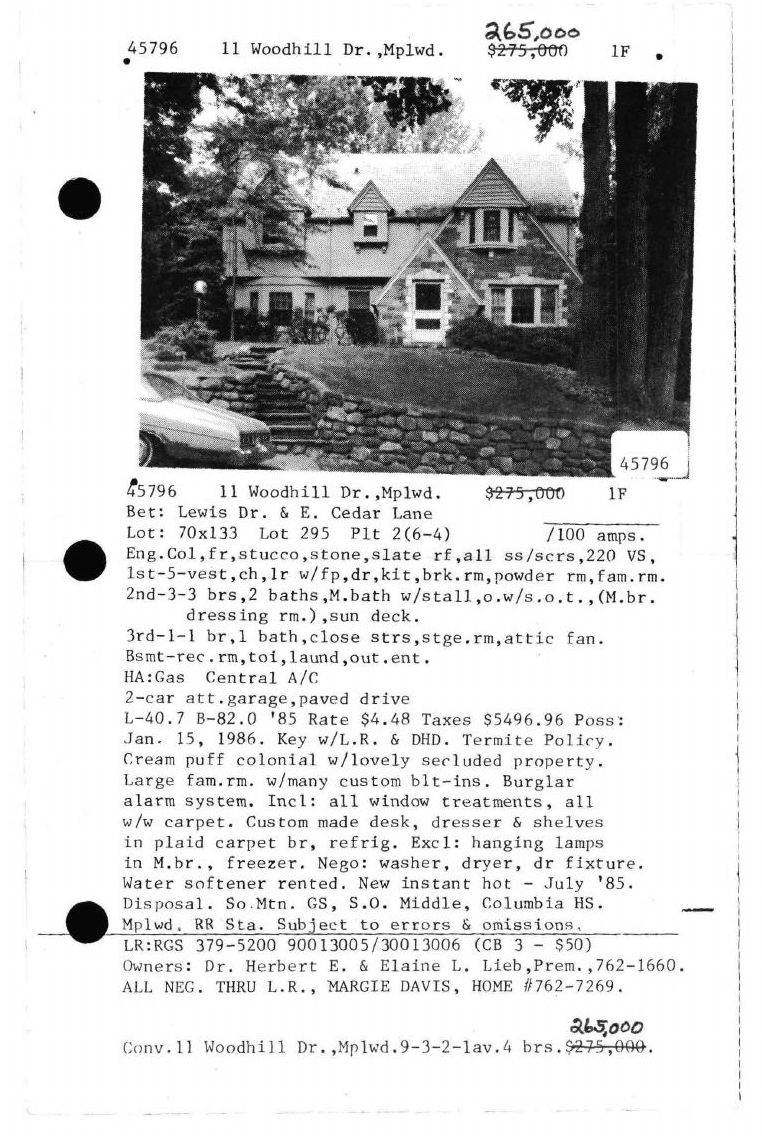 265,000
45796 11 Woodhill Dr.,Mplwd. $275,000 1F
45796
45796 11 Woodhill Dr.,Mplwd. $275,000 1F
Bet: Lewis Dr. & E. Cedar Lane
Lot: 70x133 Lot 295 Plt 2(6-4) /100 amps.
Eng.Col,fr,stucco,stone,slate rf,all ss/scrs,220 VS,
1st-5-vest,ch,lr w/fp,dr,kit,brk.rm,powder rm,fam.rm.
2nd-3-3 brs,2 baths,M.bath w/stall,o.w/s.o.t.,(M.br.
dressing rm.),sun deck.
3rd-1-1 br,1 bath,close strs,stge.rm,attic fan.
Bsmt-rec.rm,toi,laund,out.ent.
HA:Gas Central A/C
2-car att.garage,paved drive
L-40.7 B-82.0 '85 Rate $4.48 Taxes $5496.96 Poss:
Jan. 15, 1986. Key w/L.R. & DHD. Termite Policy.
Cream puff colonial w/lovely secluded property.
Large fam.rm. w/many custom blt-ins. Burglar
alarm system. Incl: all window treatments, all
w/w carpet. Custom made desk, dresser & shelves
in plaid carpet br, refrig. Excl: hanging lamps
in M.br., freezer. Nego: washer, dryer, dr fixture.
Water softener rented. New instant hot - July '85.
Disposal. So.Mtn. GS, S.O. Middle, Columbia HS.
Mplwd. RR Sta. Subject to errors & omissions.
LR:RGS 379-5200 90013005/30013006 (CB 3 - $50)
Owners: Dr. Herbert E. & Elaine L. Lieb,Prem.,762-1660.
ALL NEG. THRU L.R., MARGIE DAVIS, HOME #762-7269.
265,000
Conv.11 Woodhill Dr.,Mplwd.9-3-2-1av.4 brs.$275,000.